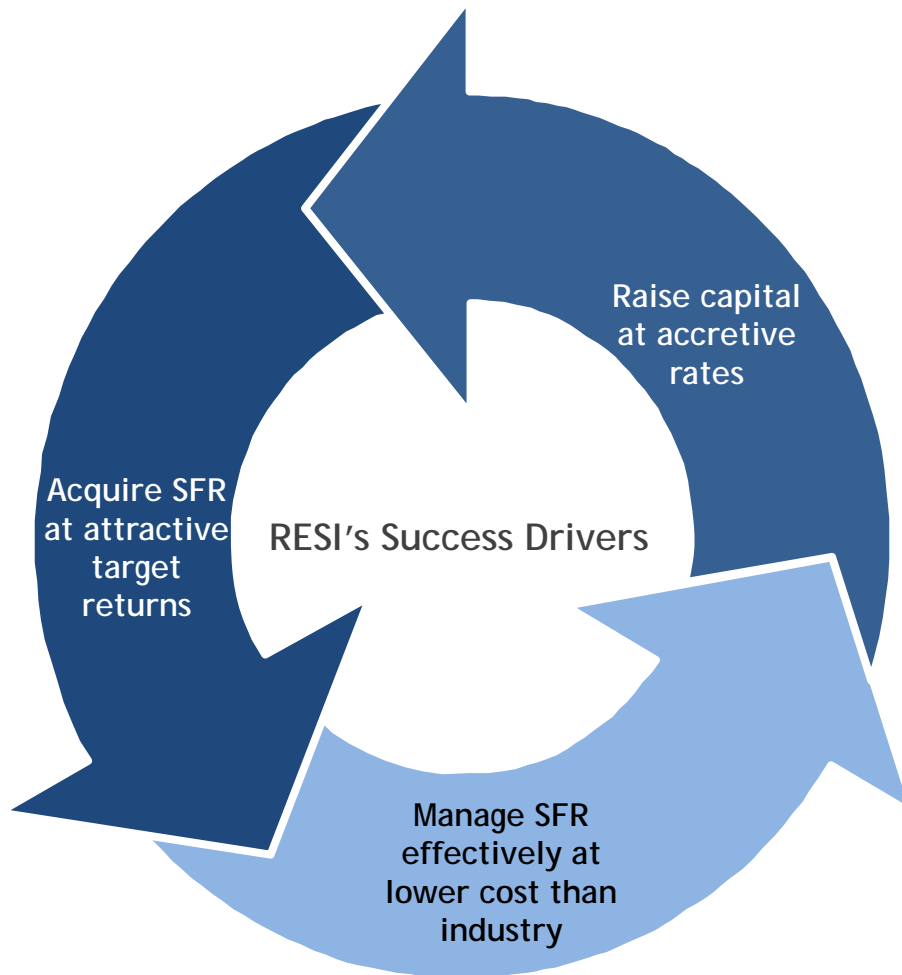 Raise capital
at accretive
rates
Acquire SFR
at attractive
target
returns
RESI's Success Drivers
Manage SFR
effectively at
lower cost than
industry